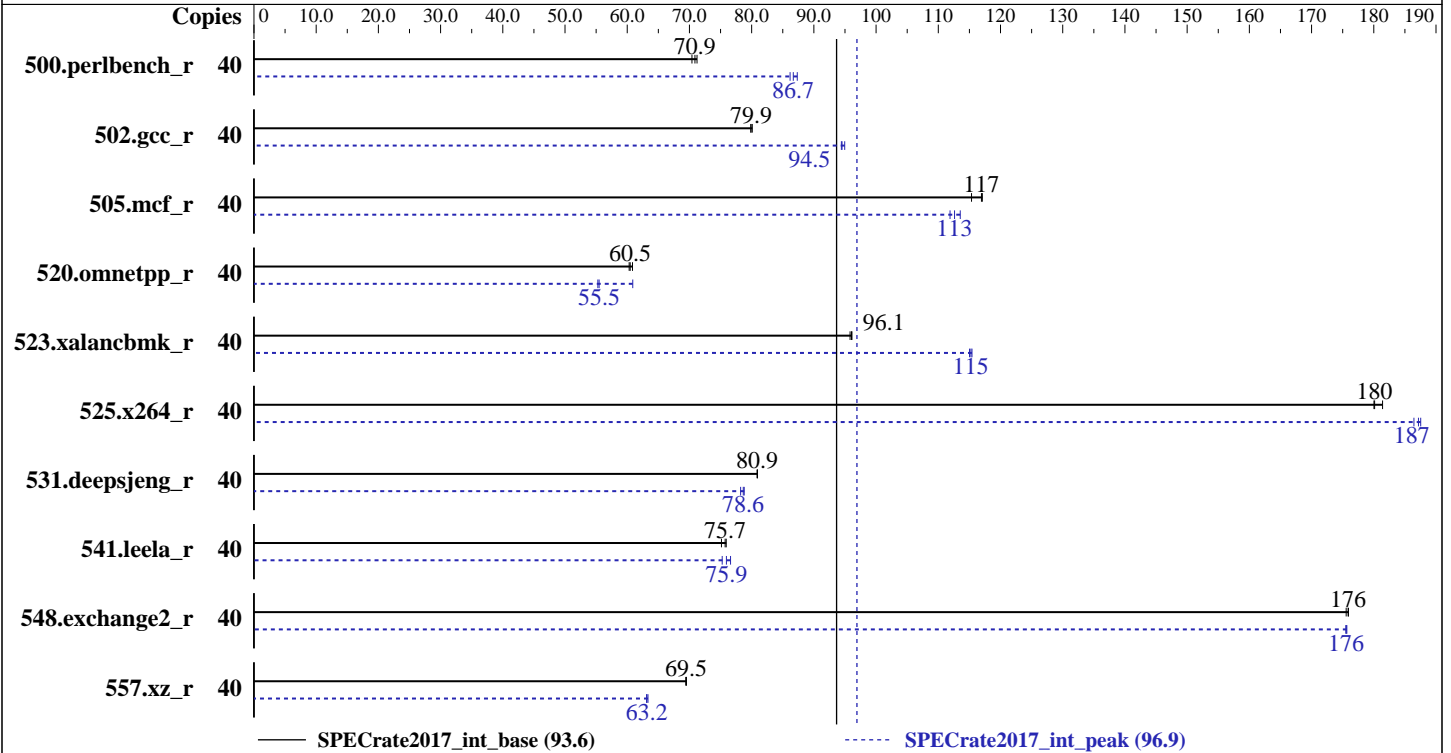 Copies 0 10.0 20.0 30.0 40.0 50.0 60.0 70.0 80.0 90.0 100 110 120 130 140 150 160 170 180 190
70.9
500.perlbench_r 40
86.7
79.9
502.gcc_r 40
94.5
117
505.mcf_r 40
113
60.5
520.omnetpp_r 40
55.5
96.1
523.xalancbmk_r 40
115
180
525.x264_r 40
187
80.9
531.deepsjeng_r 40
78.6
75.7
541.leela_r 40
75.9
176
548.exchange2_r 40
176
69.5
557.xz_r 40
63.2
SPECrate2017_int_base (93.6) SPECrate2017_int_peak (96.9)